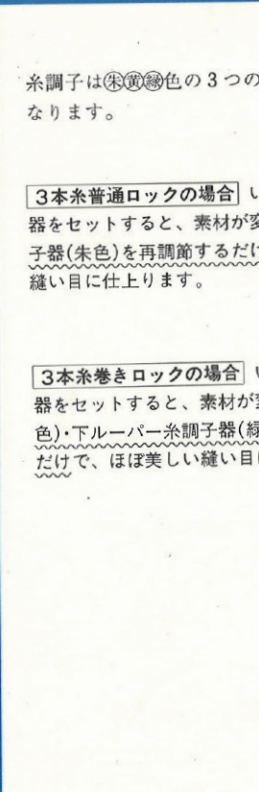 糸調子は㊍黄緑色の3つの
なります。
3本糸普通ロックの場合 い
器をセットすると、素材が変
子器(朱色)を再調節するだけ
縫い目に仕上ります。
3本糸巻きロックの場合
器をセットすると、素材が変
色)・下ルーパー糸調子器(緑
だけで、ほぼ美しい縫い目に